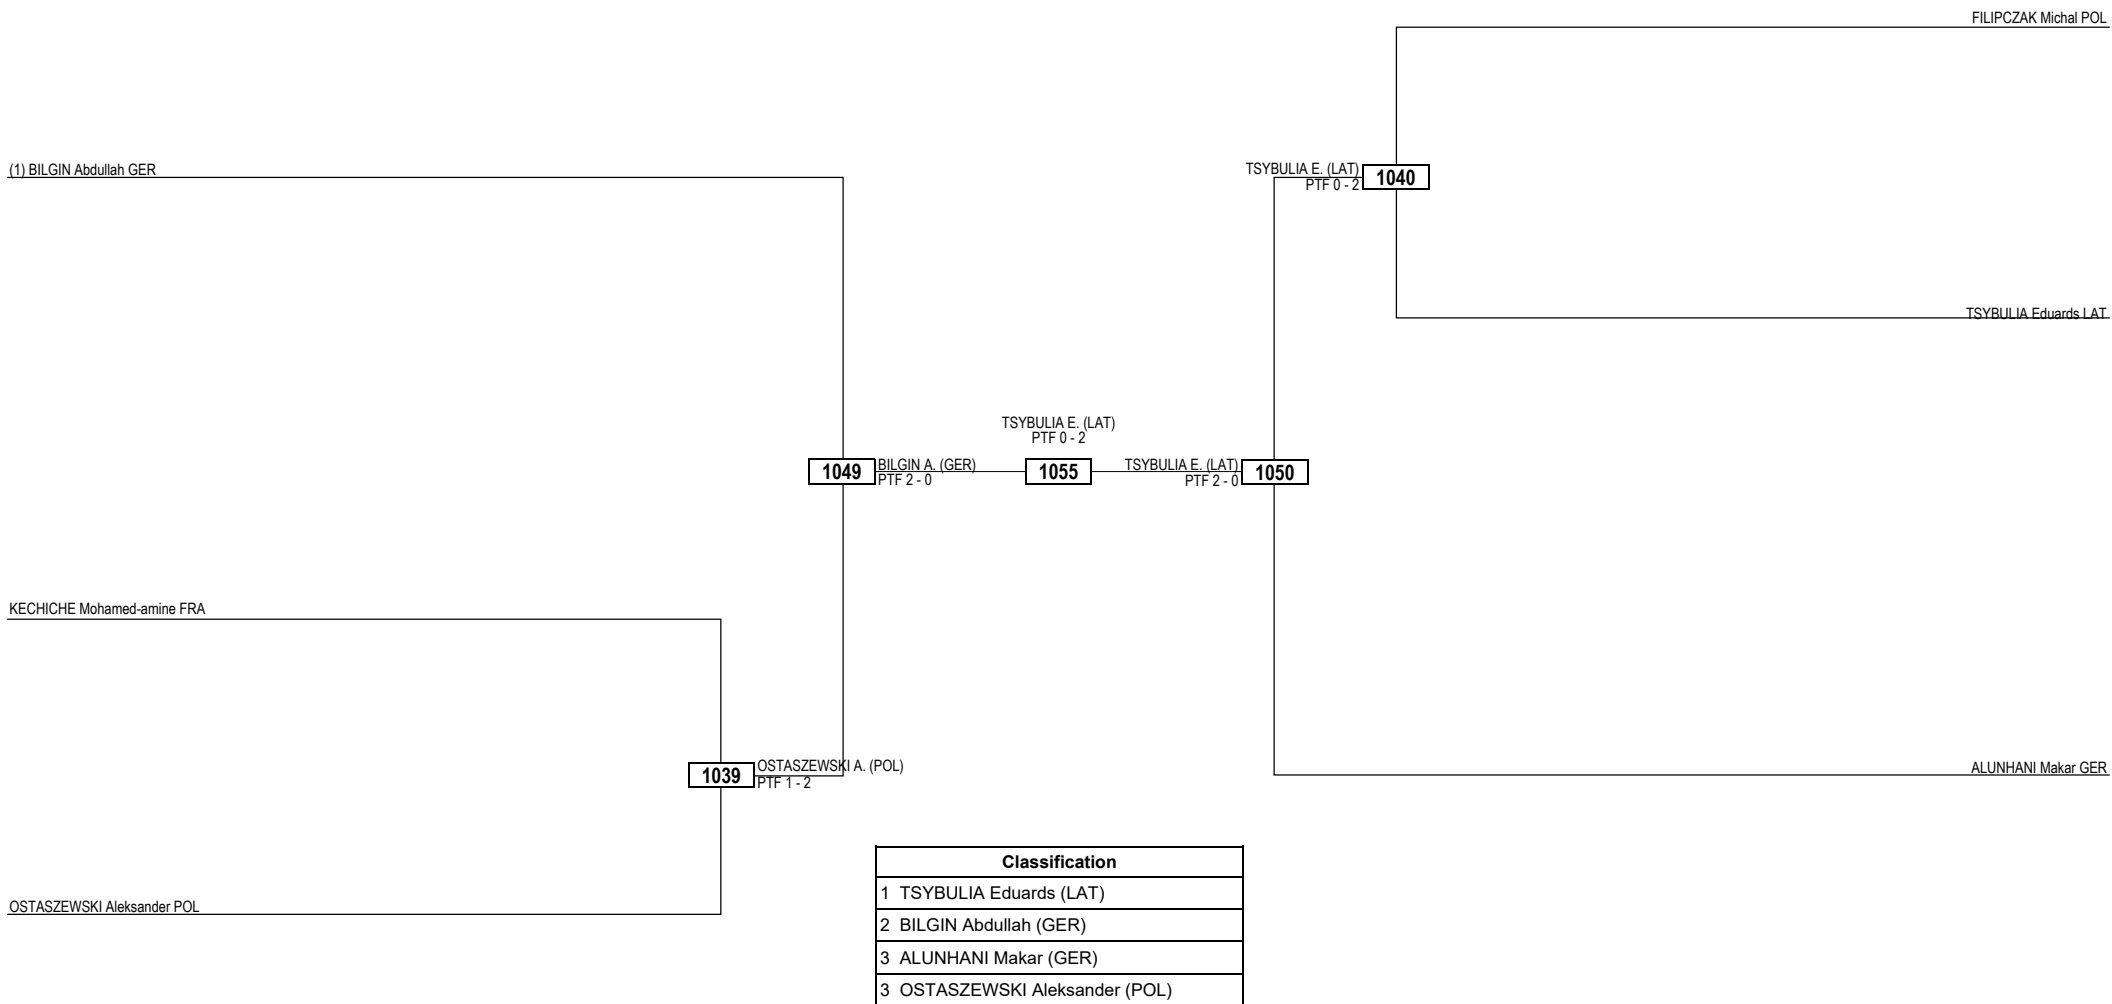 FILIPCZAK Michal POL
(1) BILGIN Abdullah GER
TSYBULIA E. (LAT)
PTF 0 - 2
1040
TSYBULIA Eduards LAT
TSYBULIA E. (LAT)
PTF 0 - 2
1049
BILGIN A. (GER)
PTF 2 - 0
1055
TSYBULIA E. (LAT)
PTF 2 - 0
1050
KECHICHE Mohamed-amine FRA
1039
OSTASZEWSKI A. (POL)
PTF 1 - 2
ALUNHANI Makar GER
OSTASZEWSKI Aleksander POL
Classification
1 TSYBULIA Eduards (LAT)
2 BILGIN Abdullah (GER)
3 ALUNHANI Makar (GER)
3 OSTASZEWSKI Aleksander (POL)